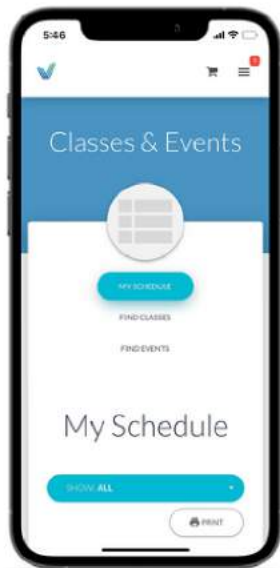 5:46
Classes & Events
MY SCHEDULE
FIND CLASSES
FIND EVENTS
My Schedule
SHOW: ALL
PRINT